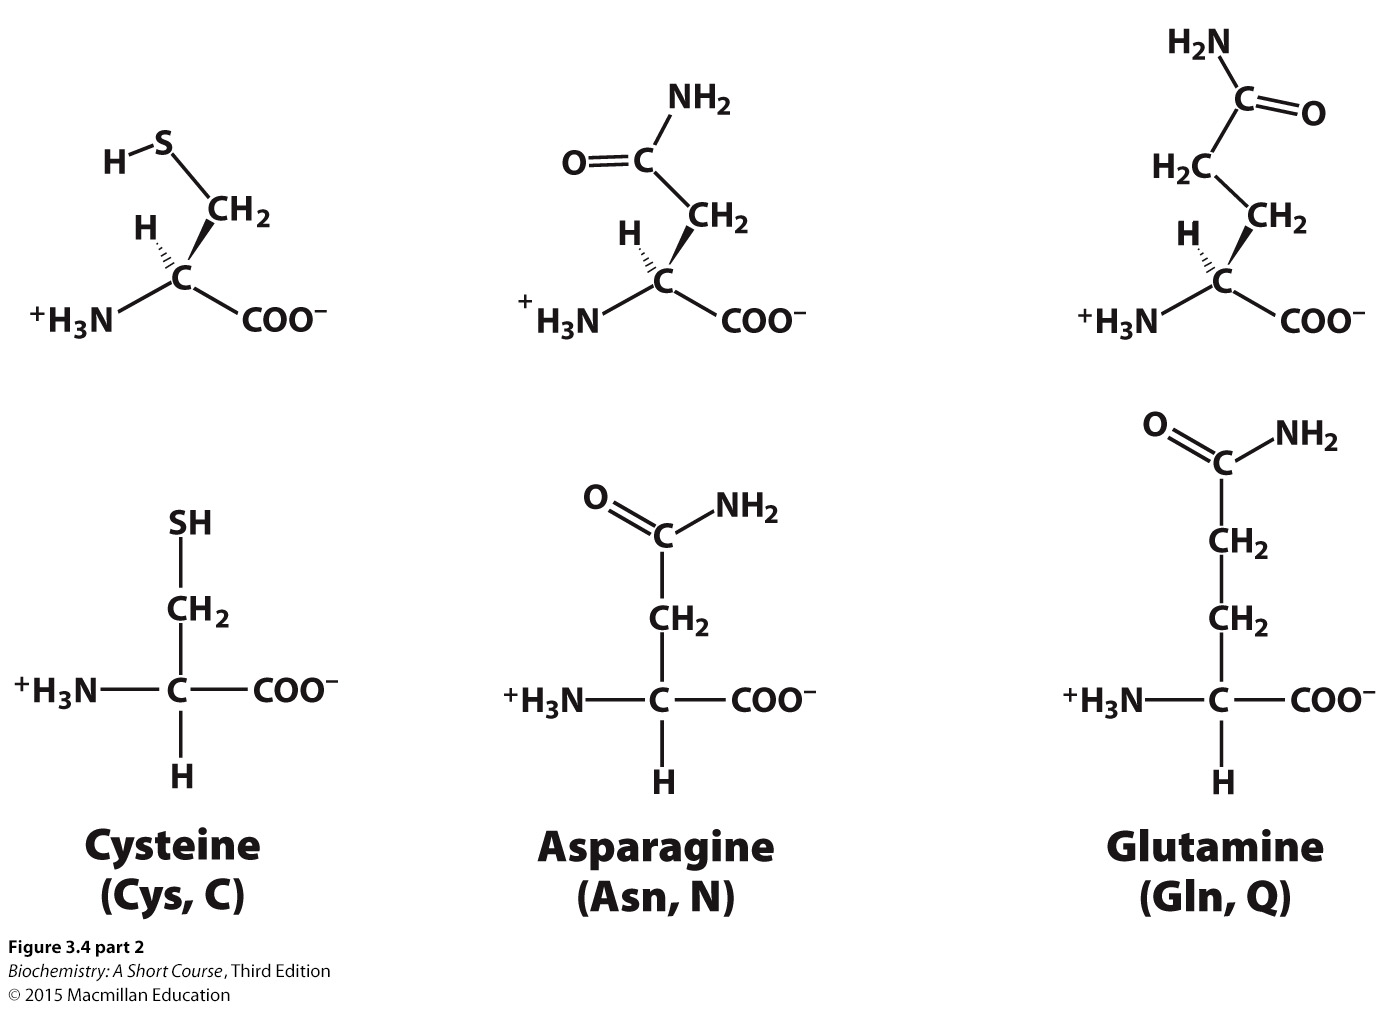 H₂N
C
O
H₂C
CH₂
H
C
⁺H₃N
COO⁻
NH₂
O
C
CH₂
H
C
⁺
H₃N
COO⁻
S
H
CH₂
H
C
⁺H₃N
COO⁻
SH
CH₂
⁺H₃N
C
COO⁻
H
O
NH₂
C
CH₂
⁺H₃N
C
COO⁻
H
O
NH₂
C
CH₂
CH₂
⁺H₃N
C
COO⁻
H
Cysteine
(Cys, C)
Asparagine
(Asn, N)
Glutamine
(Gln, Q)
Figure 3.4 part 2
Biochemistry: A Short Course, Third Edition
© 2015 Macmillan Education